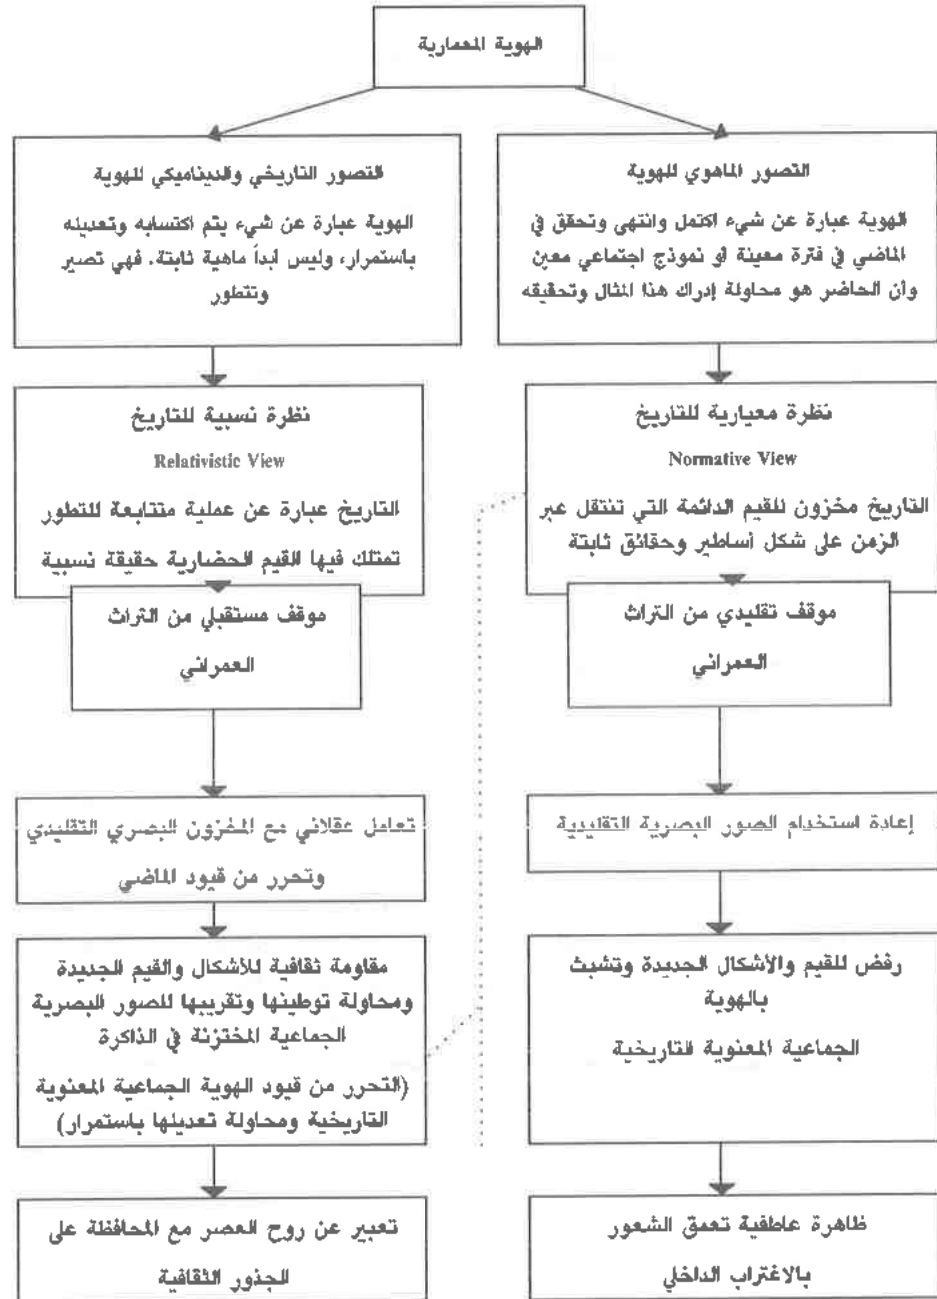 الهوية المعمارية
التصور الماهوي للهوية
الهوية عبارة عن شيء اكتمل وانتهى وتحقق في
الماضي في فترة معينة أو نموذج اجتماعي معين
وأن الحاضر هو محاولة إدراك هذا المثال وتحقيقه
نظرة معيارية للتاريخ
Normative View
التاريخ مخزون للقيم الدائمة التي تنتقل عبر
الزمن على شكل أساطير وحقائق ثابتة
موقف تقليدي من التراث
العمراني
إعادة استخدام الصور البصرية التقليدية
رفض للقيم والأشكال الجديدة وتشبث
بالهوية
الجماعية المعنوية التاريخية
ظاهرة عاطفية تعمق الشعور
بالاغتراب الداخلي
التصور التاريخي والديناميكي للهوية
الهوية عبارة عن شيء يتم اكتسابه وتعديله
باستمرار، وليس أبداً ماهية ثابتة. فهي تصير
وتتطور
نظرة نسبية للتاريخ
Relativistic View
التاريخ عبارة عن عملية متتابعة للتطور
تمتلك فيها القيم الحضارية حقيقة نسبية
موقف مستقبلي من التراث
العمراني
تعامل عقلاني مع المخزون البصري التقليدي
وتحرر من قيود الماضي
مقاومة ثقافية للأشكال والقيم الجديدة
ومحاولة توطينها وتقريبها للصور البصرية
الجماعية المختزنة في الذاكرة
(التحرر من قيود الهوية الجماعية المعنوية
التاريخية ومحاولة تعديلها باستمرار)
تعبير عن روح العصر مع المحافظة على
الجذور الثقافية